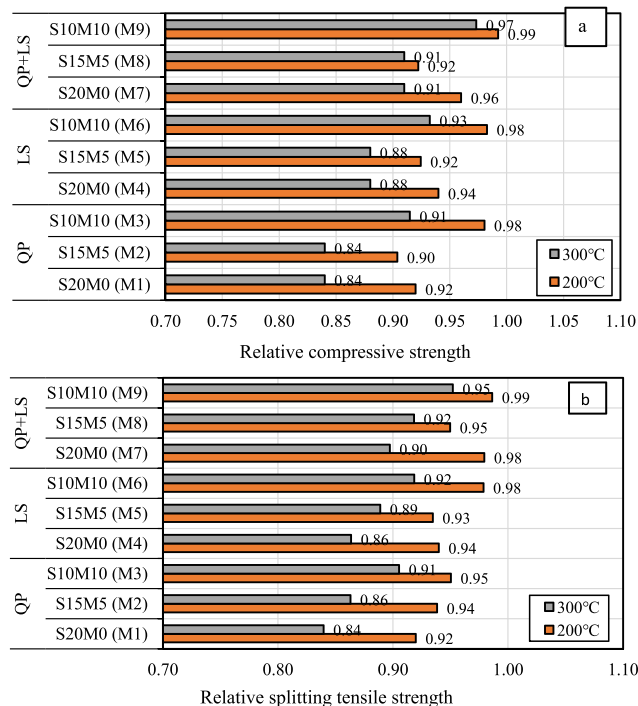 a
QP+LS
S10M10 (M9)
0.97
0.99
S15M5 (M8)
0.91
0.92
S20M0 (M7)
0.91
0.96
LS
S10M10 (M6)
0.93
0.98
S15M5 (M5)
0.88
0.92
S20M0 (M4)
0.88
0.94
QP
S10M10 (M3)
0.91
0.98
S15M5 (M2)
0.84
0.90
S20M0 (M1)
0.84
0.92
300°C
200°C
0.70 0.75 0.80 0.85 0.90 0.95 1.00 1.05 1.10
Relative compressive strength
b
QP+LS
S10M10 (M9)
0.95
0.99
S15M5 (M8)
0.92
0.95
S20M0 (M7)
0.90
0.98
LS
S10M10 (M6)
0.92
0.98
S15M5 (M5)
0.89
0.93
S20M0 (M4)
0.86
0.94
QP
S10M10 (M3)
0.91
0.95
S15M5 (M2)
0.86
0.94
S20M0 (M1)
0.84
0.92
300°C
200°C
0.70 0.80 0.90 1.00 1.10
Relative splitting tensile strength